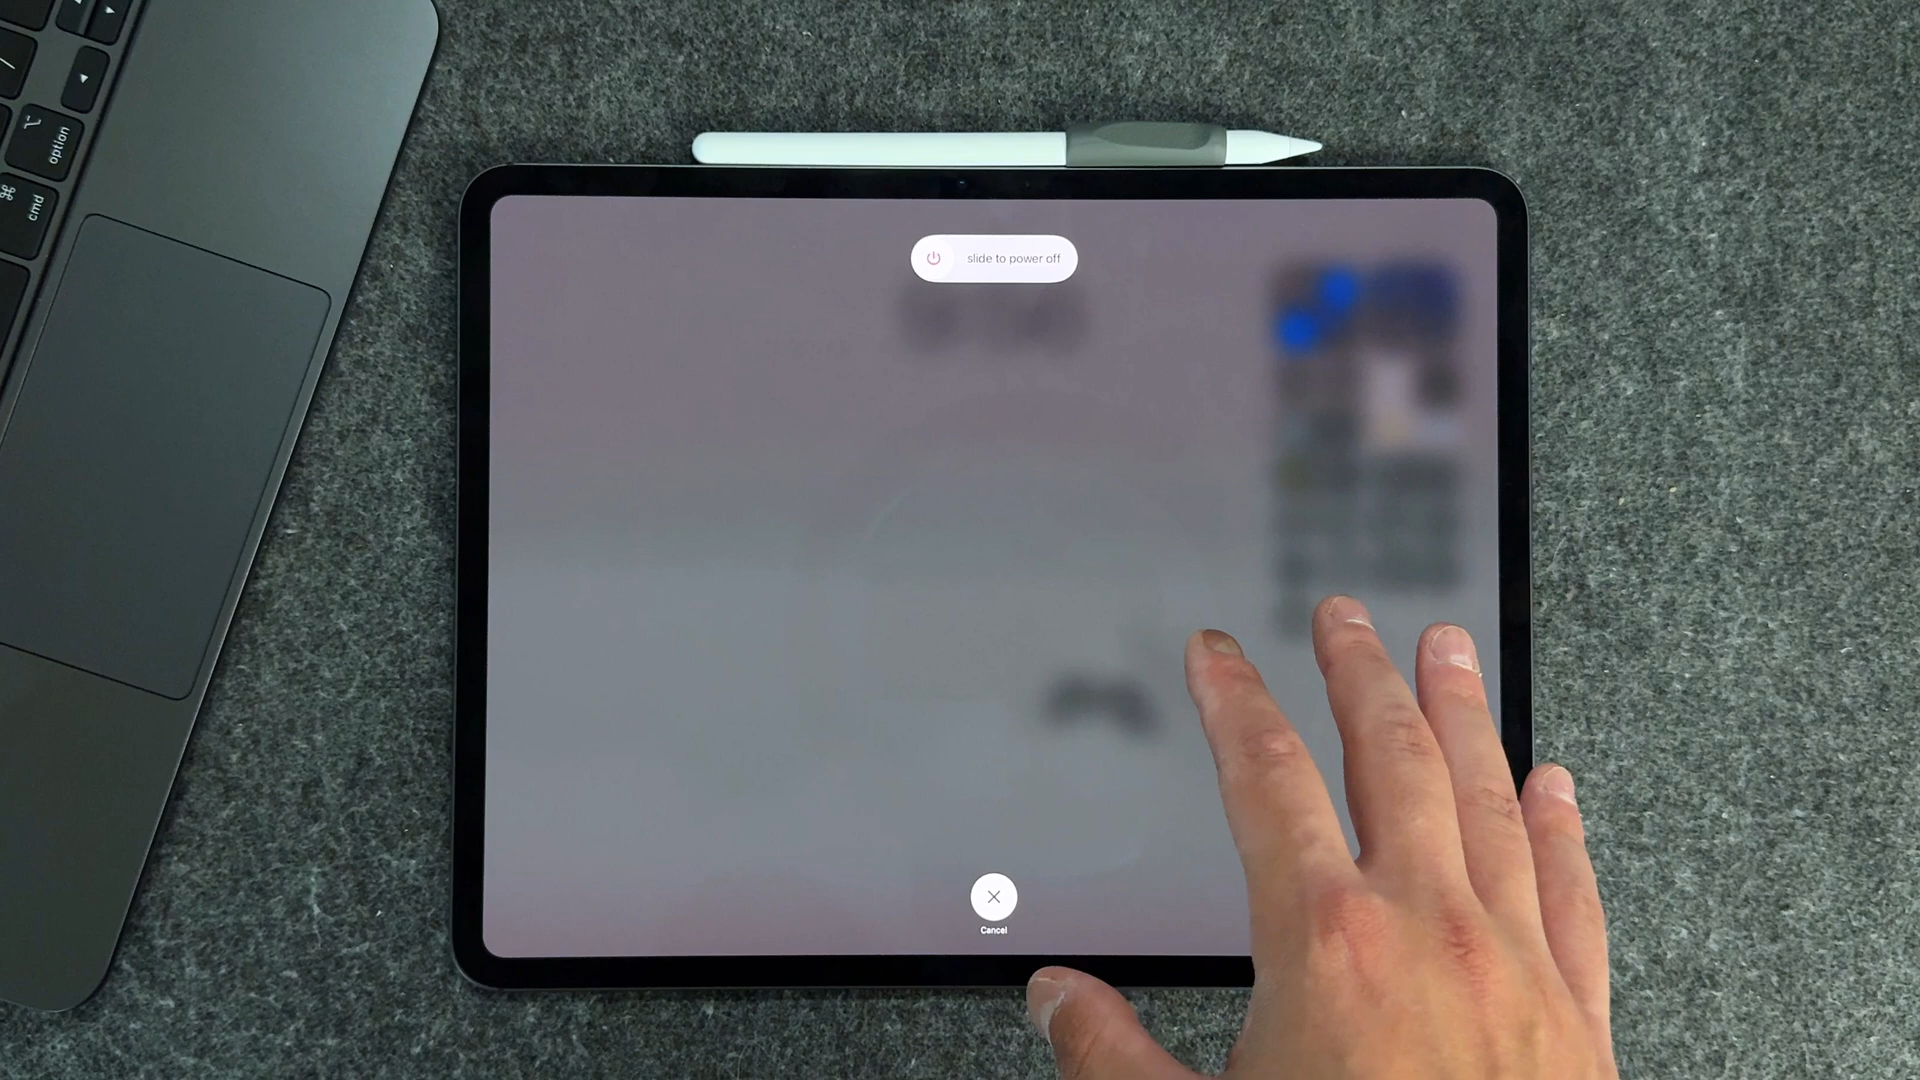 option
cmd
slide to power off
Cancel